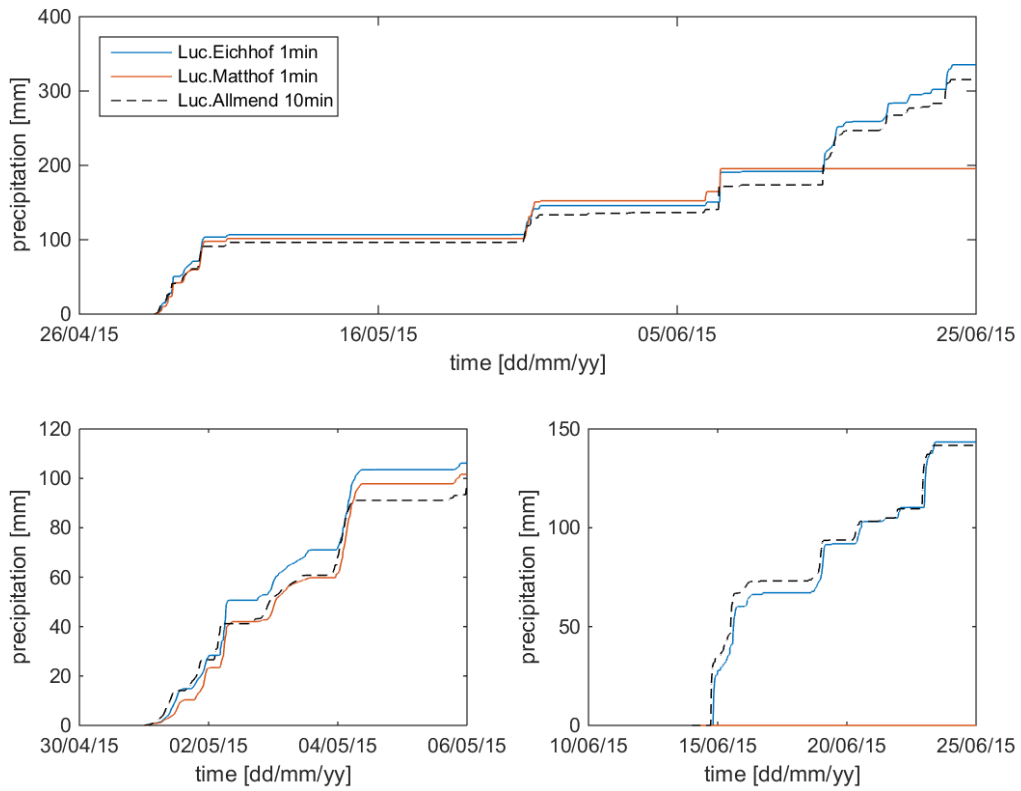 400
300
200
100
0
precipitation [mm]
Luc.Eichhof 1min
Luc.Matthof 1min
Luc.Allmend 10min
26/04/15 16/05/15 05/06/15 25/06/15
time [dd/mm/yy]
120
100
80
60
40
20
0
precipitation [mm]
30/04/15 02/05/15 04/05/15 06/05/15
time [dd/mm/yy]
150
100
50
0
precipitation [mm]
10/06/15 15/06/15 20/06/15 25/06/15
time [dd/mm/yy]